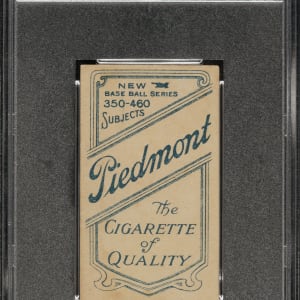 NEW
BASE BALL SERIES
350-460
SUBJECTS
Piedmont
The
CIGARETTE
of
QUALITY